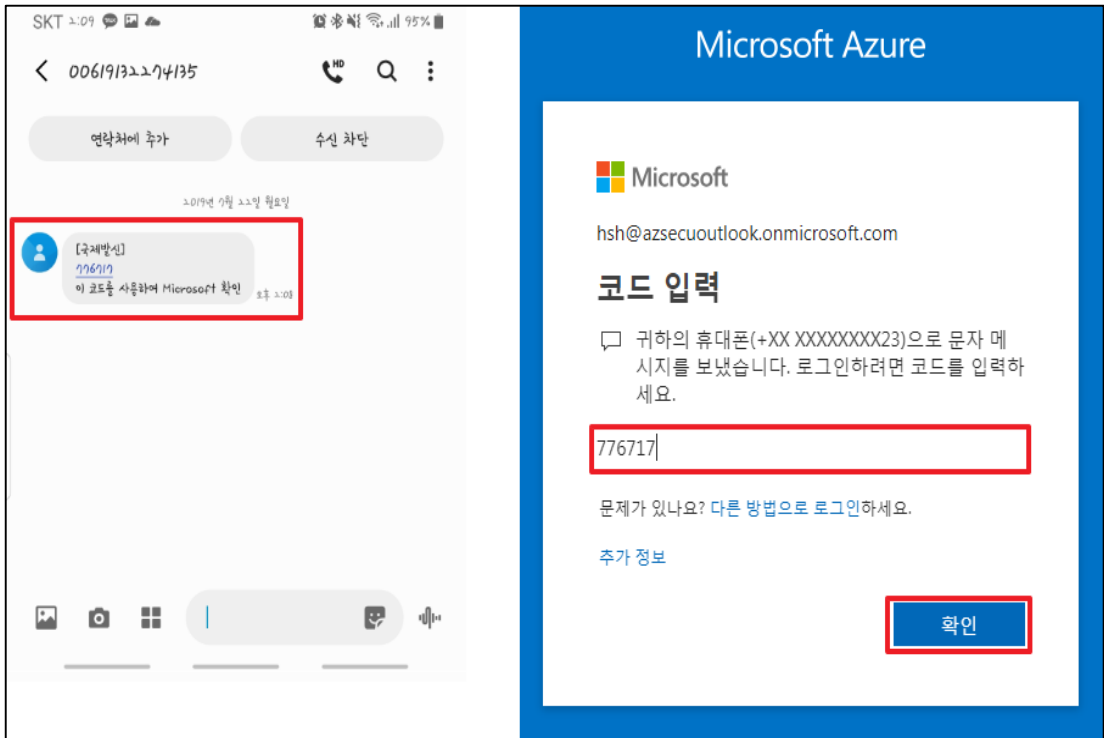 SKT 2:09
95%
00619132274135
HD
연락처에 추가
수신 차단
2019년 7월 22일 월요일
[국제발신]
776717
이 코드를 사용하여 Microsoft 확인
오후 2:08
Microsoft Azure
Microsoft
hsh@azsecuoutlook.onmicrosoft.com
코드 입력
귀하의 휴대폰(+XX XXXXXXXX23)으로 문자 메
시지를 보냈습니다. 로그인하려면 코드를 입력하
세요.
776717
문제가 있나요? 다른 방법으로 로그인하세요.
추가 정보
확인